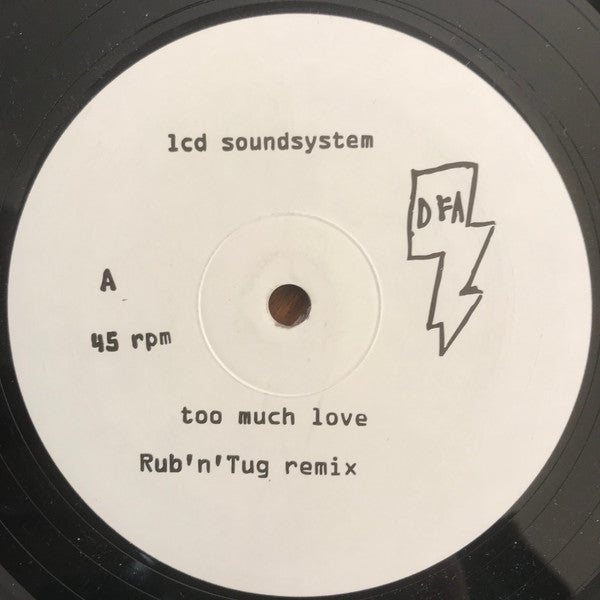 lcd soundsystem
DFA
A
45 rpm
too much love
Rub'n'Tug remix